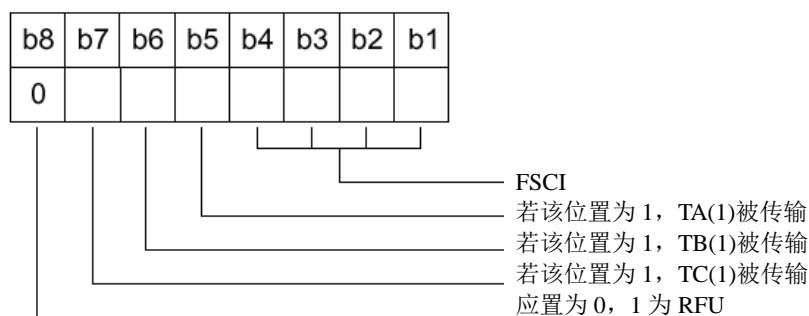 b8 b7 b6 b5 b4 b3 b2 b1
0
FSCI
若该位置为 1，TA(1)被传输
若该位置为 1，TB(1)被传输
若该位置为 1，TC(1)被传输
应置为 0，1 为 RFU